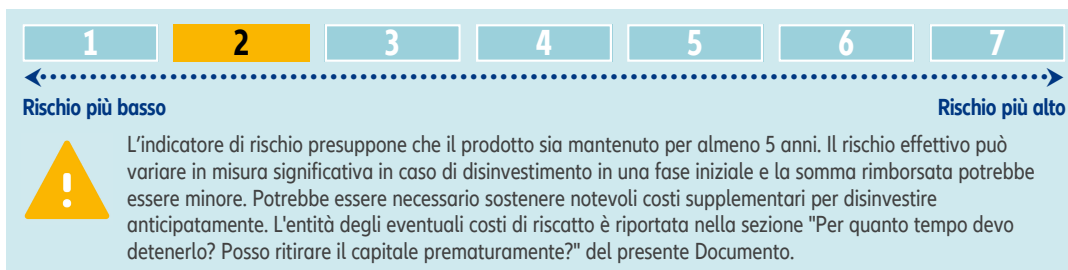 1 2 3 4 5 6 7
Rischio più basso Rischio più alto
L'indicatore di rischio presuppone che il prodotto sia mantenuto per almeno 5 anni. Il rischio effettivo può
variare in misura significativa in caso di disinvestimento in una fase iniziale e la somma rimborsata potrebbe
essere minore. Potrebbe essere necessario sostenere notevoli costi supplementari per disinvestire
anticipatamente. L'entità degli eventuali costi di riscatto è riportata nella sezione "Per quanto tempo devo
detenerlo? Posso ritirare il capitale prematuramente?" del presente Documento.